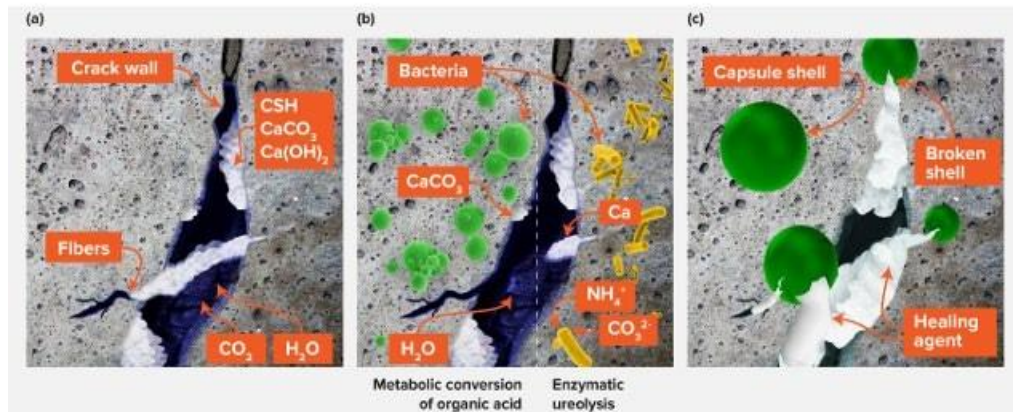 (a)
Crack wall
CSH
CaCO₃
Ca(OH)₂
Fibers
CO₂
H₂O
(b)
Bacteria
CaCO₃
Ca
NH₄⁺
CO₃²⁻
H₂O
Metabolic conversion
of organic acid
Enzymatic
ureolysis
(c)
Capsule shell
Broken
shell
Healing
agent